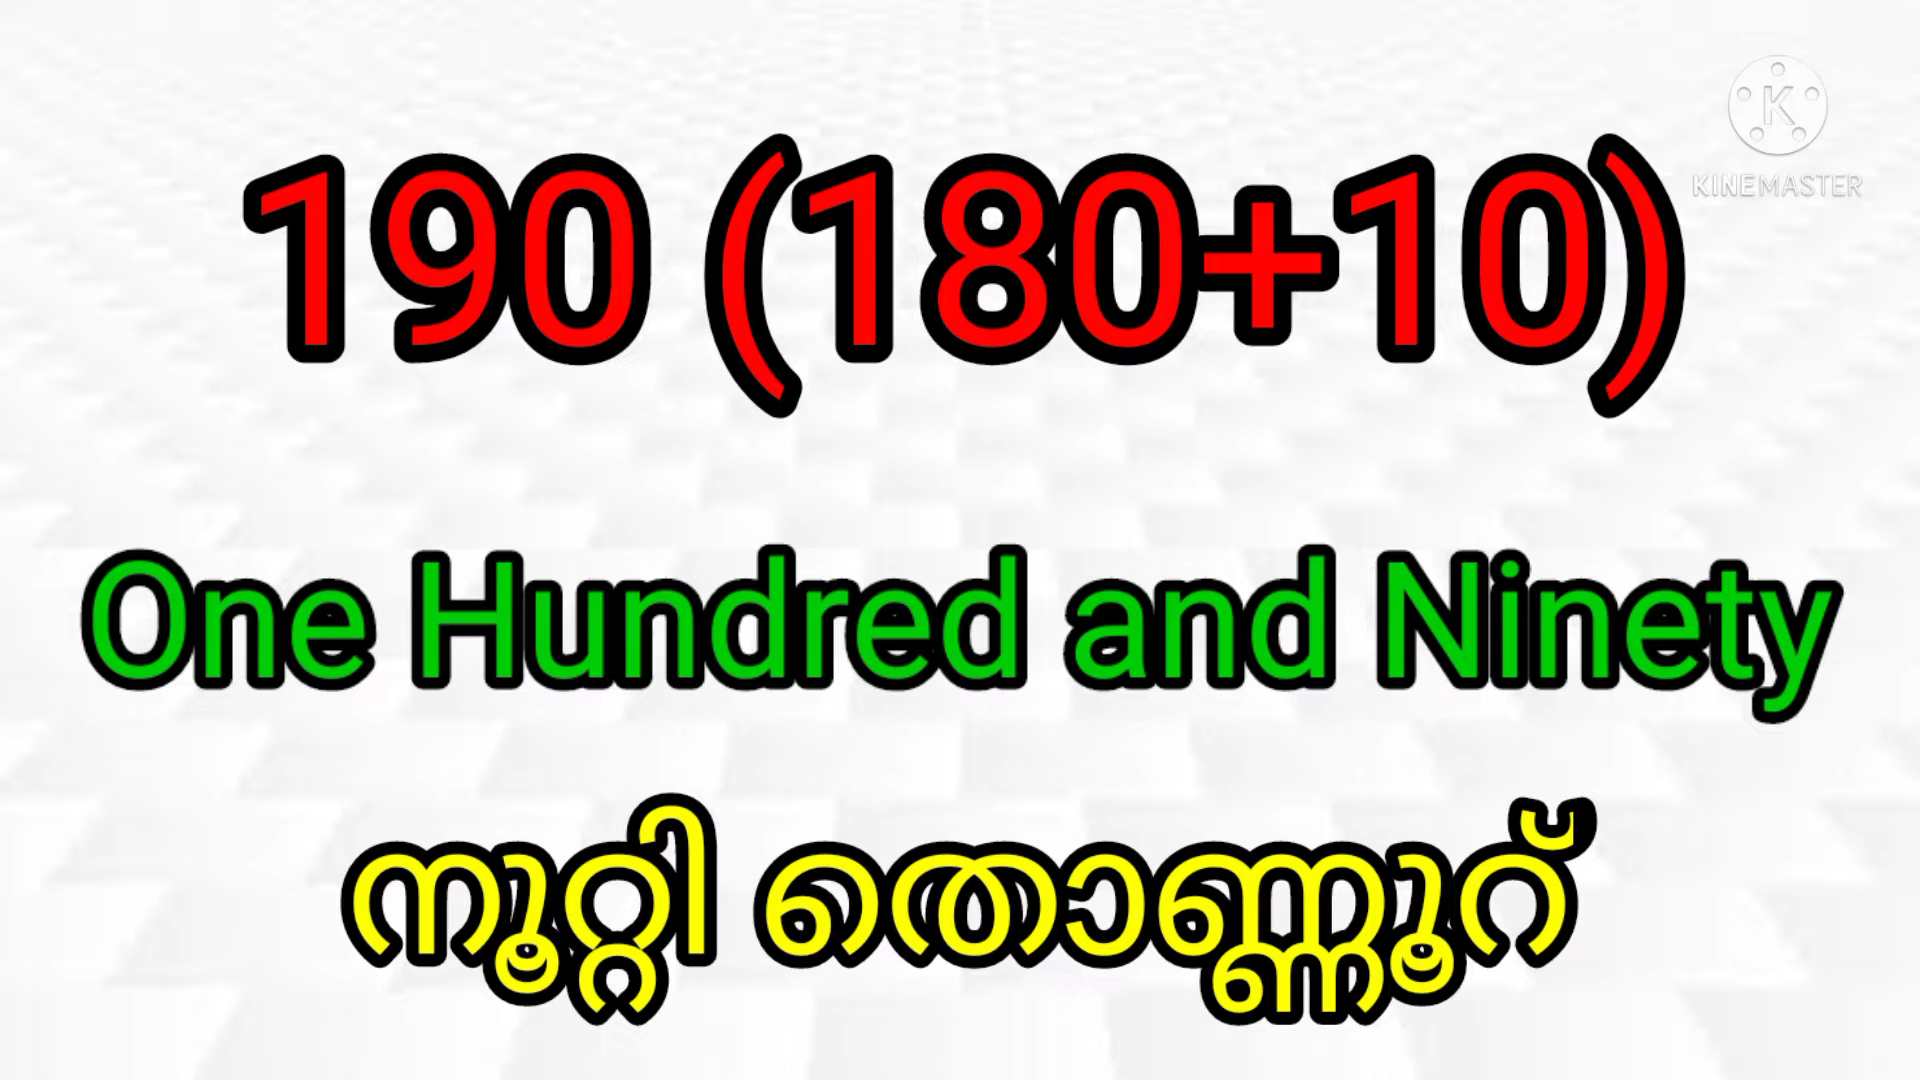 190 (180+10)
K
KINEMASTER
One Hundred and Ninety
നൂറ്റി തൊണ്ണൂറ്